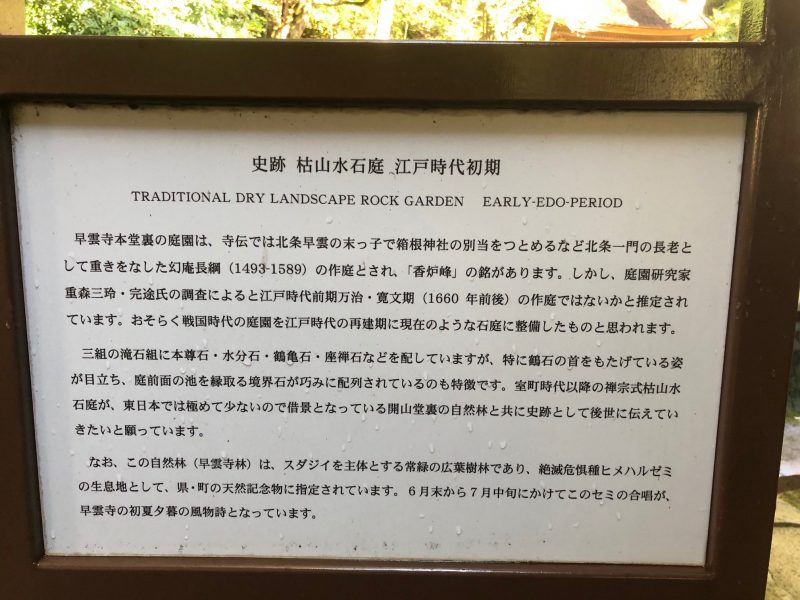 史跡 枯山水石庭 江戸時代初期
TRADITIONAL DRY LANDSCAPE ROCK GARDEN EARLY-EDO-PERIOD
早雲寺本堂裏の庭園は、寺伝では北条早雲の末っ子で箱根神社の別当をつとめるなど北条一門の長老と
して重きをなした幻庵長綱（1493-1589）の作庭とされ、「香炉峰」の銘があります。しかし、庭園研究家
重森三玲・完途氏の調査によると江戸時代前期万治・寛文期（1660 年前後）の作庭ではないかと推定され
ています。おそらく戦国時代の庭園を江戸時代の再建期に現在のような石庭に整備したものと思われます。
三組の滝石組に本尊石・水分石・鶴亀石・座禅石などを配していますが、特に鶴石の首をもたげている姿
が目立ち、庭前面の池を縁取る境界石が巧みに配列されているのも特徴です。室町時代以降の禅宗式枯山水
石庭が、東日本では極めて少ないので借景となっている開山堂裏の自然林と共に史跡として後世に伝えてい
きたいと願っています。
なお、この自然林（早雲寺林）は、スダジイを主体とする常緑の広葉樹林であり、絶滅危惧種ヒメハルゼミ
の生息地として、県・町の天然記念物に指定されています。６月末から７月中旬にかけてこのセミの合唱が、
早雲寺の初夏夕暮の風物詩となっています。